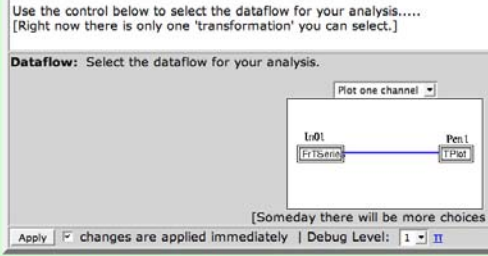 Use the control below to select the dataflow for your analysis.....
[Right now there is only one 'transformation' you can select.]
Dataflow: Select the dataflow for your analysis.
Plot one channel
In01 Pen1
FrTSerie TPlot
[Someday there will be more choices
Apply changes are applied immediately | Debug Level: 1 π